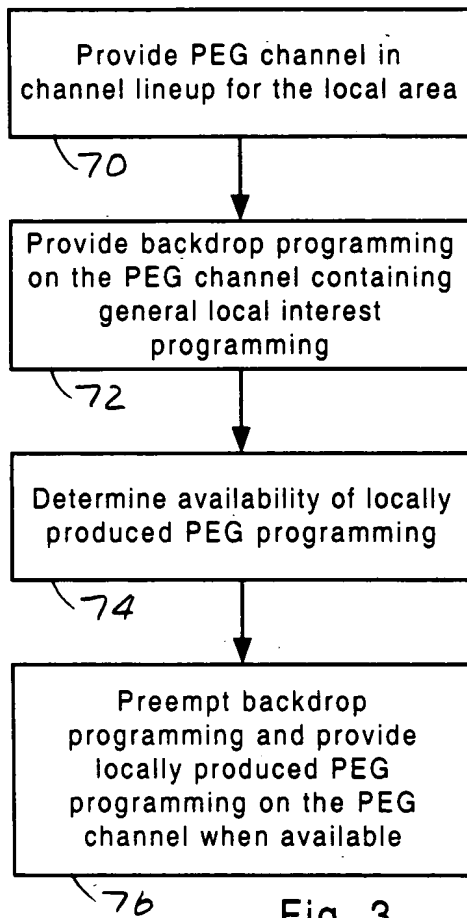 Provide PEG channel in
channel lineup for the local area
70
Provide backdrop programming
on the PEG channel containing
general local interest
programming
72
Determine availability of locally
produced PEG programming
74
Preempt backdrop
programming and provide
locally produced PEG
programming on the PEG
channel when available
76
Fig. 3